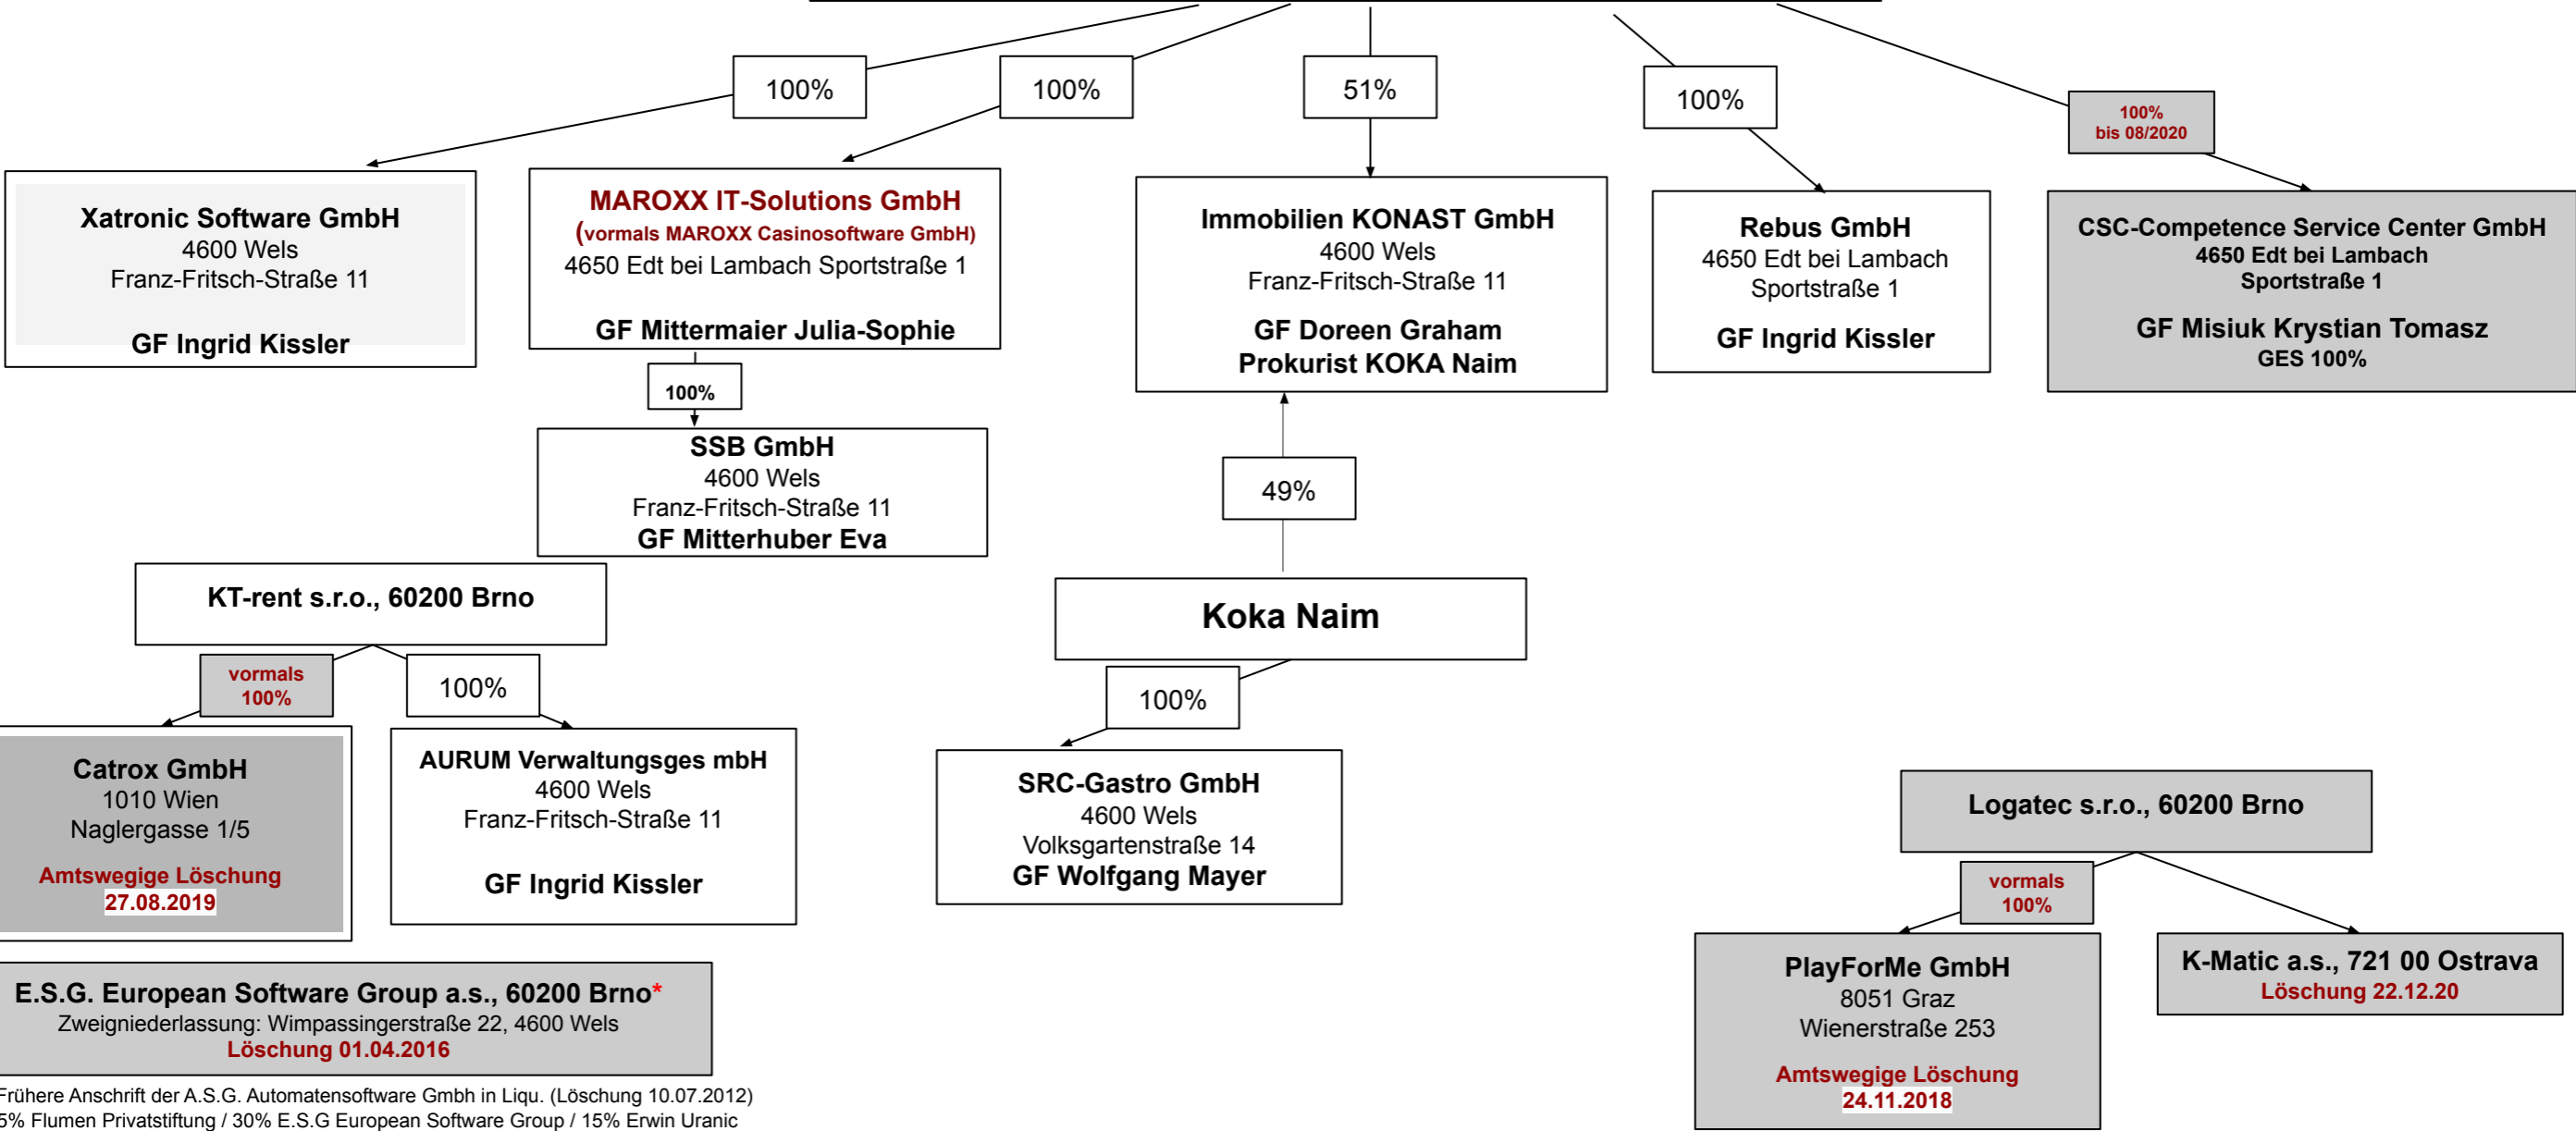 100%
100%
51%
100%
100%
bis 08/2020
Xatronic Software GmbH
4600 Wels
Franz-Fritsch-Straße 11
GF Ingrid Kissler
MAROXX IT-Solutions GmbH
(vormals MAROXX Casinosoftware GmbH)
4650 Edt bei Lambach Sportstraße 1
GF Mittermaier Julia-Sophie
Immobilien KONAST GmbH
4600 Wels
Franz-Fritsch-Straße 11
GF Doreen Graham
Prokurist KOKA Naim
Rebus GmbH
4650 Edt bei Lambach
Sportstraße 1
GF Ingrid Kissler
CSC-Competence Service Center GmbH
4650 Edt bei Lambach
Sportstraße 1
GF Misiuk Krystian Tomasz
GES 100%
100%
SSB GmbH
4600 Wels
Franz-Fritsch-Straße 11
GF Mitterhuber Eva
49%
KT-rent s.r.o., 60200 Brno
Koka Naim
vormals
100%
100%
100%
Catrox GmbH
1010 Wien
Naglergasse 1/5
Amtswegige Löschung
27.08.2019
AURUM Verwaltungsges mbH
4600 Wels
Franz-Fritsch-Straße 11
GF Ingrid Kissler
SRC-Gastro GmbH
4600 Wels
Volksgartenstraße 14
GF Wolfgang Mayer
Logatec s.r.o., 60200 Brno
vormals
100%
PlayForMe GmbH
8051 Graz
Wienerstraße 253
Amtswegige Löschung
24.11.2018
K-Matic a.s., 721 00 Ostrava
Löschung 22.12.20
E.S.G. European Software Group a.s., 60200 Brno*
Zweigniederlassung: Wimpassingerstraße 22, 4600 Wels
Löschung 01.04.2016
Frühere Anschrift der A.S.G. Automatensoftware Gmbh in Liqu. (Löschung 10.07.2012)
5% Flumen Privatstiftung / 30% E.S.G European Software Group / 15% Erwin Uranic